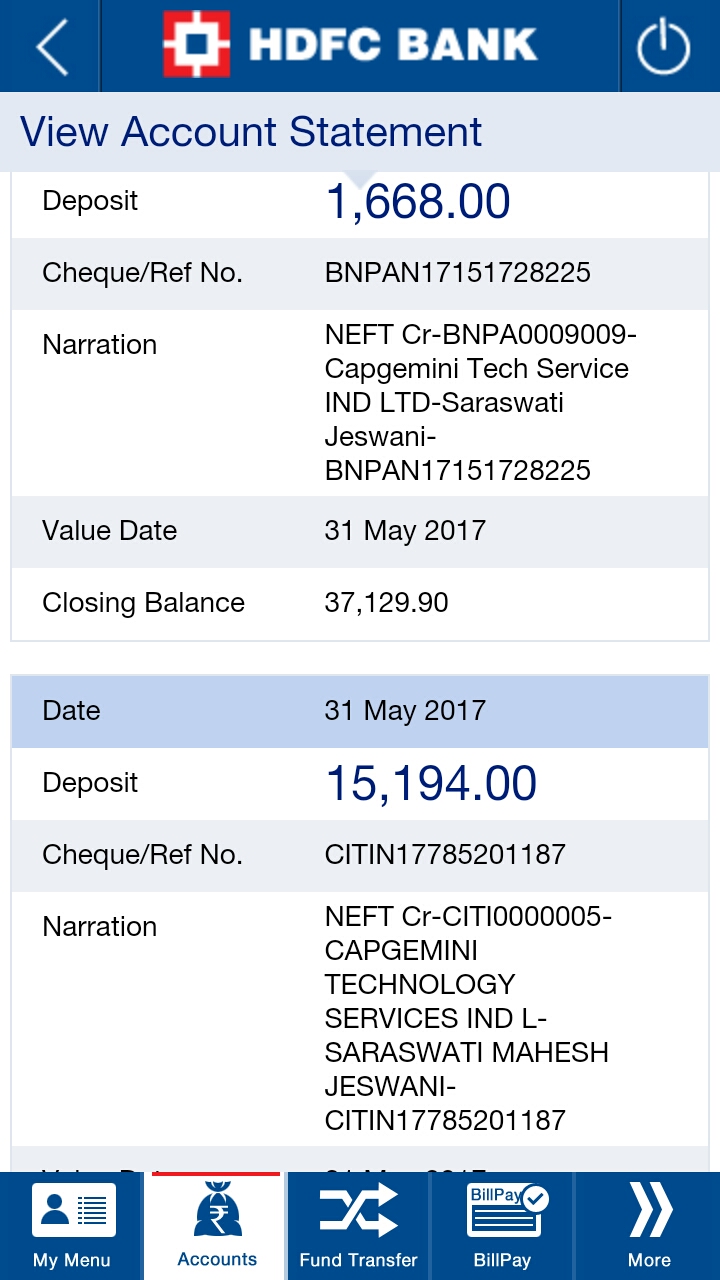 HDFC BANK
View Account Statement
Deposit 1,668.00
Cheque/Ref No. BNPAN17151728225
Narration NEFT Cr-BNPA0009009-
Capgemini Tech Service
IND LTD-Saraswati
Jeswani-
BNPAN17151728225
Value Date 31 May 2017
Closing Balance 37,129.90
Date 31 May 2017
Deposit 15,194.00
Cheque/Ref No. CITIN17785201187
Narration NEFT Cr-CITI0000005-
CAPGEMINI
TECHNOLOGY
SERVICES IND L-
SARASWATI MAHESH
JESWANI-
CITIN17785201187
BillPay
My Menu Accounts Fund Transfer BillPay More